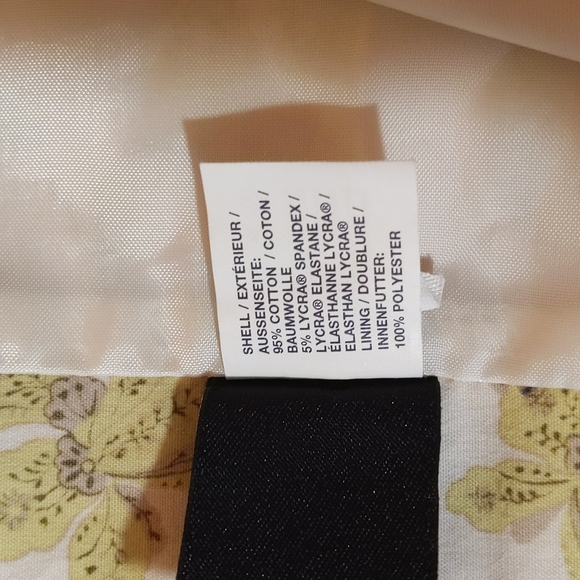 SHELL / EXTÉRIEUR /
AUSSENSEITE:
95% COTTON / COTON /
BAUMWOLLE
5% LYCRA® SPANDEX /
LYCRA® ELASTANE /
ÉLASTHANNE LYCRA® /
ELASTHAN LYCRA®
LINING / DOUBLURE /
INNENFUTTER:
100% POLYESTER